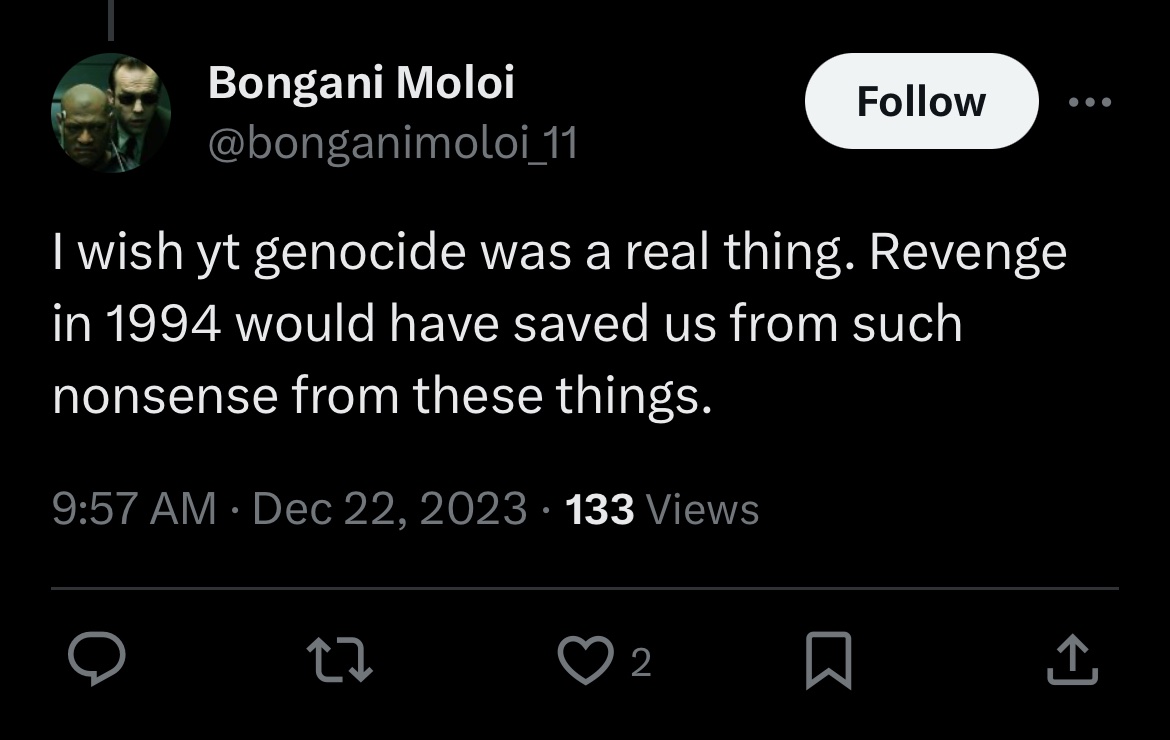 Bongani Moloi
@bonganimoloi_11
Follow
I wish yt genocide was a real thing. Revenge
in 1994 would have saved us from such
nonsense from these things.
9:57 AM · Dec 22, 2023 · 133 Views
2